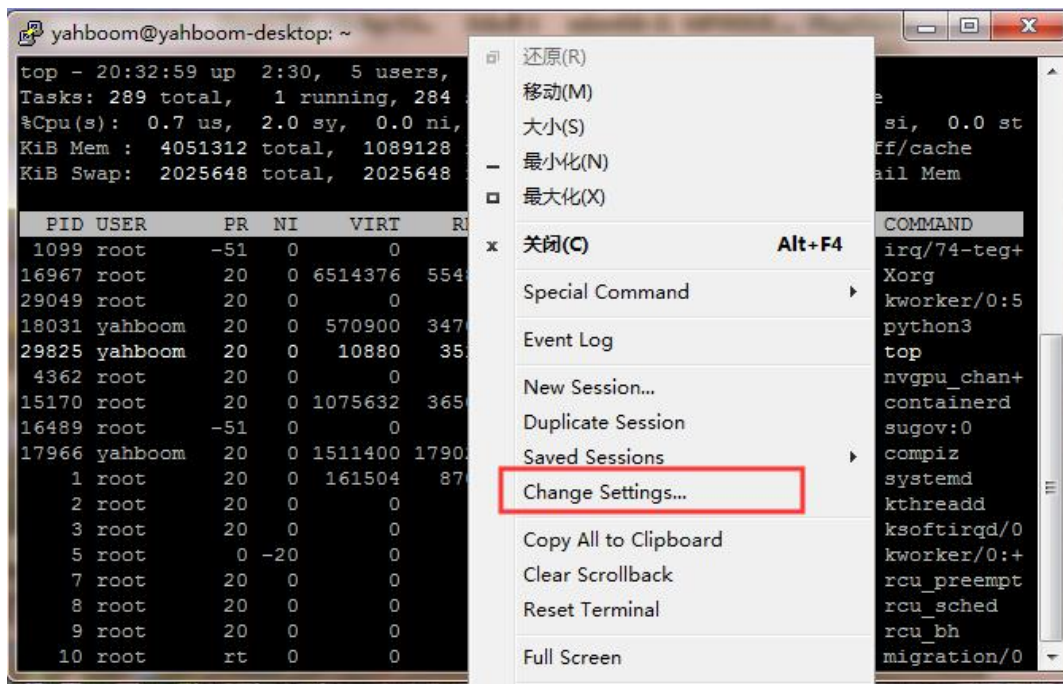 yahboom@yahboom-desktop: ~
top - 20:32:59 up 2:30, 5 users,
Tasks: 289 total, 1 running, 284
%Cpu(s): 0.7 us, 2.0 sy, 0.0 ni, si, 0.0 st
KiB Mem : 4051312 total, 1089128 ff/cache
KiB Swap: 2025648 total, 2025648 ail Mem
PID USER PR NI VIRT COMMAND
1099 root -51 0 0 irq/74-teg+
16967 root 20 0 6514376 554 Xorg
29049 root 20 0 0 kworker/0:5
18031 yahboom 20 0 570900 347 python3
29825 yahboom 20 0 10880 35 top
4362 root 20 0 0 nvgpu_chan+
15170 root 20 0 1075632 365 containerd
16489 root -51 0 0 sugov:0
17966 yahboom 20 0 1511400 1790 compiz
1 root 20 0 161504 87 systemd
2 root 20 0 0 kthreadd
3 root 20 0 0 ksoftirqd/0
5 root 0 -20 0 kworker/0:+
7 root 20 0 0 rcu_preempt
8 root 20 0 0 rcu_sched
9 root 20 0 0 rcu_bh
10 root rt 0 0 migration/0
还原(R)
移动(M)
大小(S)
最小化(N)
最大化(X)
关闭(C) Alt+F4
Special Command
Event Log
New Session...
Duplicate Session
Saved Sessions
Change Settings...
Copy All to Clipboard
Clear Scrollback
Reset Terminal
Full Screen